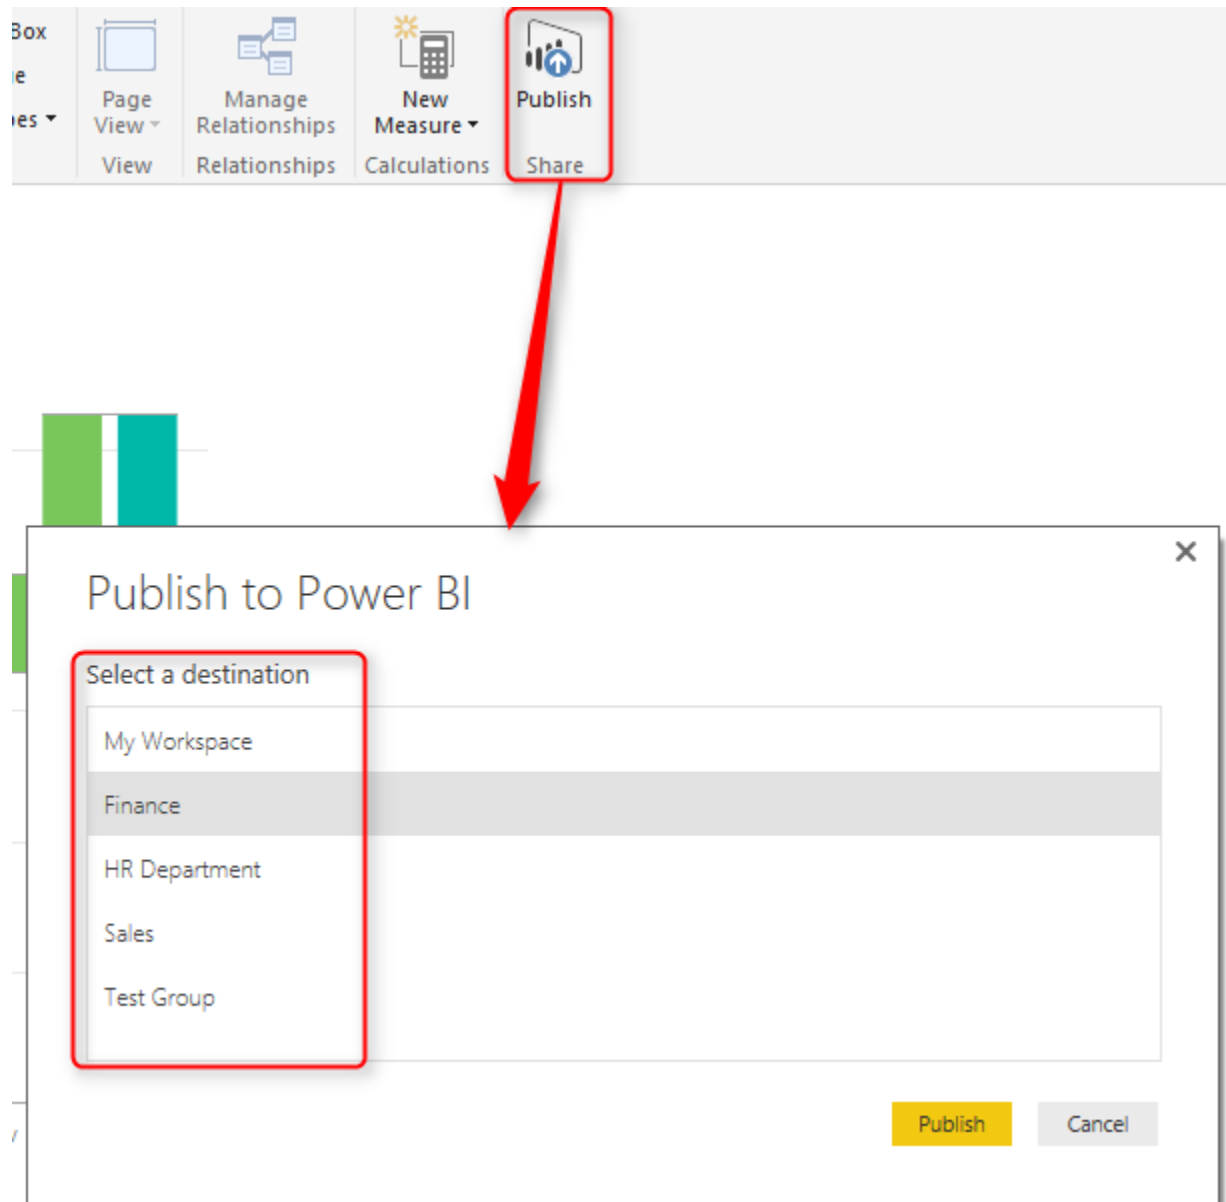 Box
Page
View
Manage
Relationships
New
Measure
Publish
View
Relationships
Calculations
Share
Publish to Power BI
Select a destination
My Workspace
Finance
HR Department
Sales
Test Group
Publish
Cancel